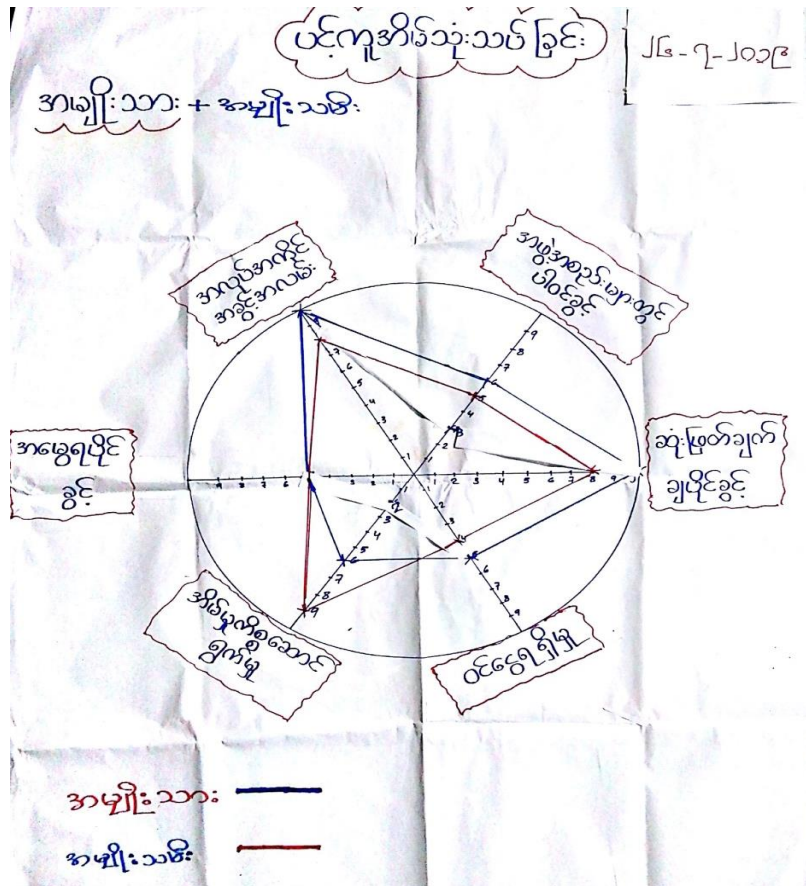 ပင့်ကူအိမ်သုံးသပ်ခြင်း
၂၆-၇-၂၀၁၉
အမျိုးသား + အမျိုးသမီး
အလုပ်အကိုင်
အခွင့်အလမ်း
အဖွဲ့အစည်းများတွင်
ပါဝင်ခွင့်
အမွေရပိုင်
ခွင့်
ဆုံးဖြတ်ချက်
ချပိုင်ခွင့်
အိမ်မှုကိစ္စဆောင်
ရွက်မှု
ဝင်ငွေရရှိမှု
အမျိုးသား
အမျိုးသမီး